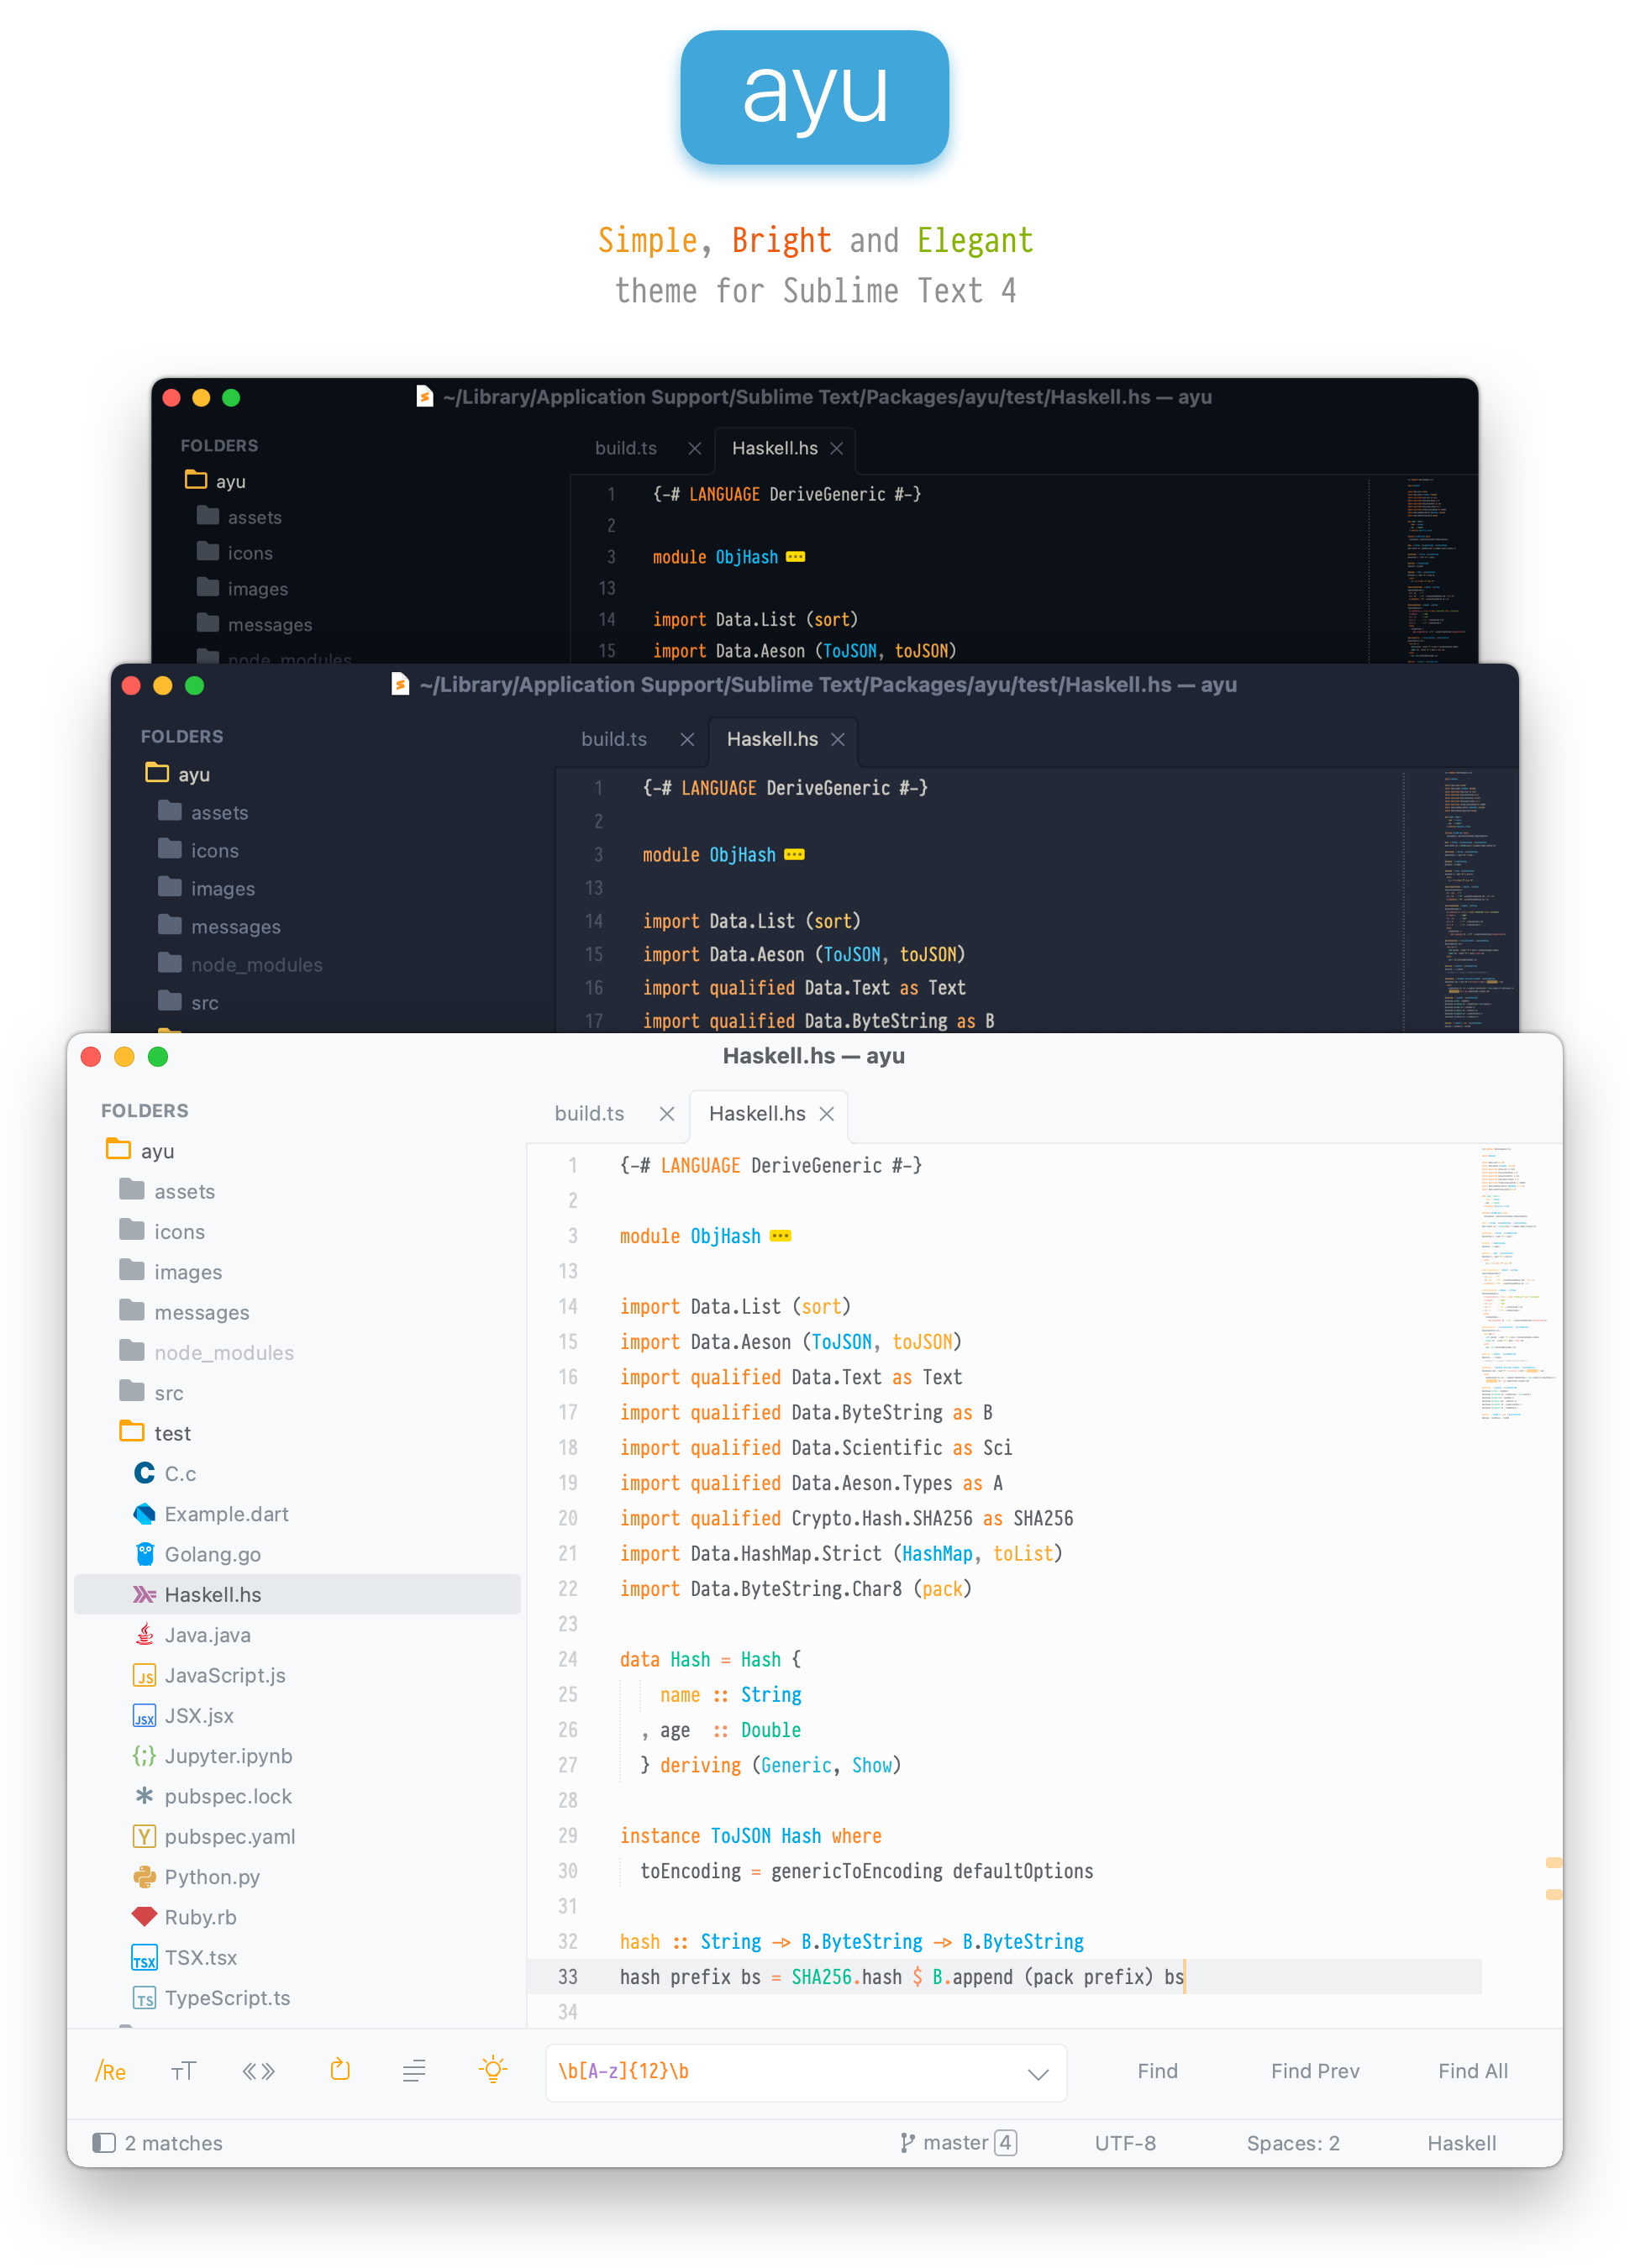 ayu
Simple, Bright and Elegant
theme for Sublime Text 4
~/Library/Application Support/Sublime Text/Packages/ayu/test/Haskell.hs — ayu
FOLDERS
ayu
assets
icons
images
messages
node_modules
build.ts
Haskell.hs
1 {-# LANGUAGE DeriveGeneric #-}
2
3 module ObjHash
13
14 import Data.List (sort)
15 import Data.Aeson (ToJSON, toJSON)
~/Library/Application Support/Sublime Text/Packages/ayu/test/Haskell.hs — ayu
FOLDERS
ayu
assets
icons
images
messages
node_modules
src
build.ts
Haskell.hs
1 {-# LANGUAGE DeriveGeneric #-}
2
3 module ObjHash
13
14 import Data.List (sort)
15 import Data.Aeson (ToJSON, toJSON)
16 import qualified Data.Text as Text
17 import qualified Data.ByteString as B
Haskell.hs — ayu
FOLDERS
ayu
assets
icons
images
messages
node_modules
src
test
C C.c
Example.dart
Golang.go
Haskell.hs
Java.java
JS JavaScript.js
JSX JSX.jsx
{;} Jupyter.ipynb
* pubspec.lock
Y pubspec.yaml
Python.py
Ruby.rb
TSX TSX.tsx
TS TypeScript.ts
build.ts
Haskell.hs
1 {-# LANGUAGE DeriveGeneric #-}
2
3 module ObjHash
13
14 import Data.List (sort)
15 import Data.Aeson (ToJSON, toJSON)
16 import qualified Data.Text as Text
17 import qualified Data.ByteString as B
18 import qualified Data.Scientific as Sci
19 import qualified Data.Aeson.Types as A
20 import qualified Crypto.Hash.SHA256 as SHA256
21 import Data.HashMap.Strict (HashMap, toList)
22 import Data.ByteString.Char8 (pack)
23
24 data Hash = Hash {
25 name :: String
26 , age :: Double
27 } deriving (Generic, Show)
28
29 instance ToJSON Hash where
30 toEncoding = genericToEncoding defaultOptions
31
32 hash :: String -> B.ByteString -> B.ByteString
33 hash prefix bs = SHA256.hash $ B.append (pack prefix) bs
34
/Re
TT
\b[A-z]{12}\b
Find
Find Prev
Find All
2 matches
master 4
UTF-8
Spaces: 2
Haskell